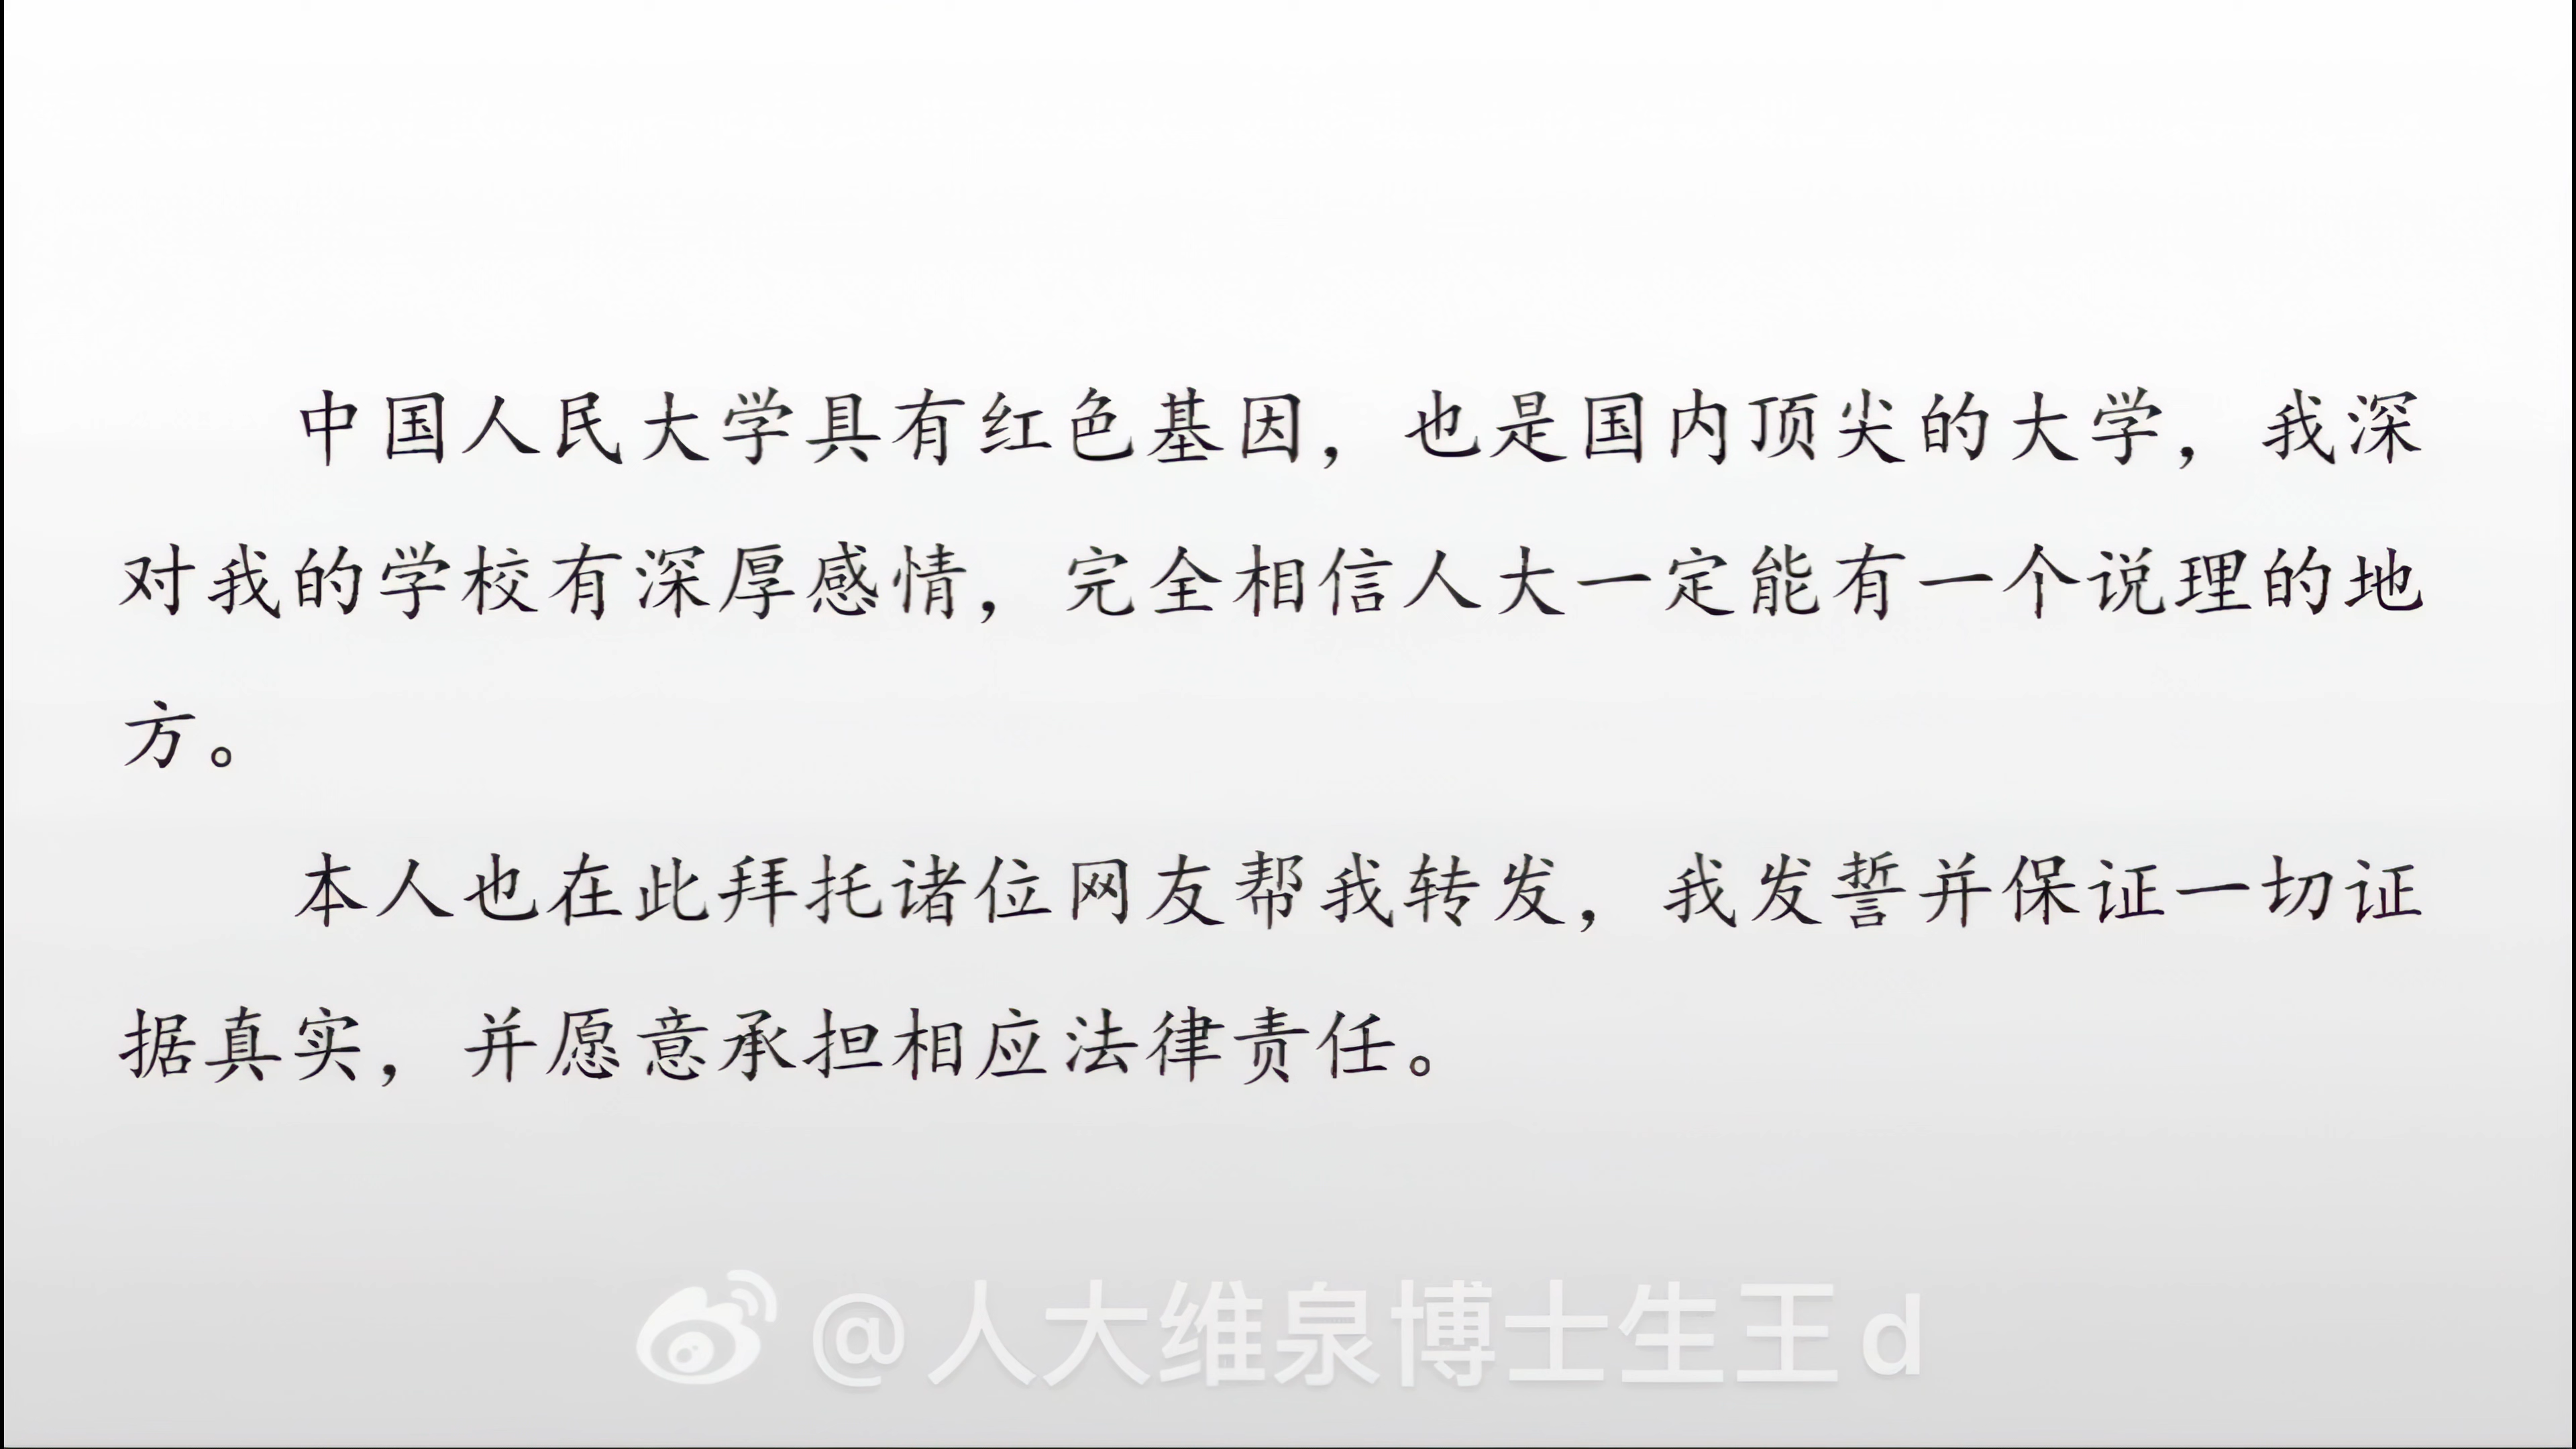 中国人民大学具有红色基因，也是国内顶尖的大学，我深
对我的学校有深厚感情，完全相信人大一定能有一个说理的地
方。
本人也在此拜托诸位网友帮我转发，我发誓并保证一切证
据真实，并愿意承担相应法律责任。
@人大维泉博士生王d